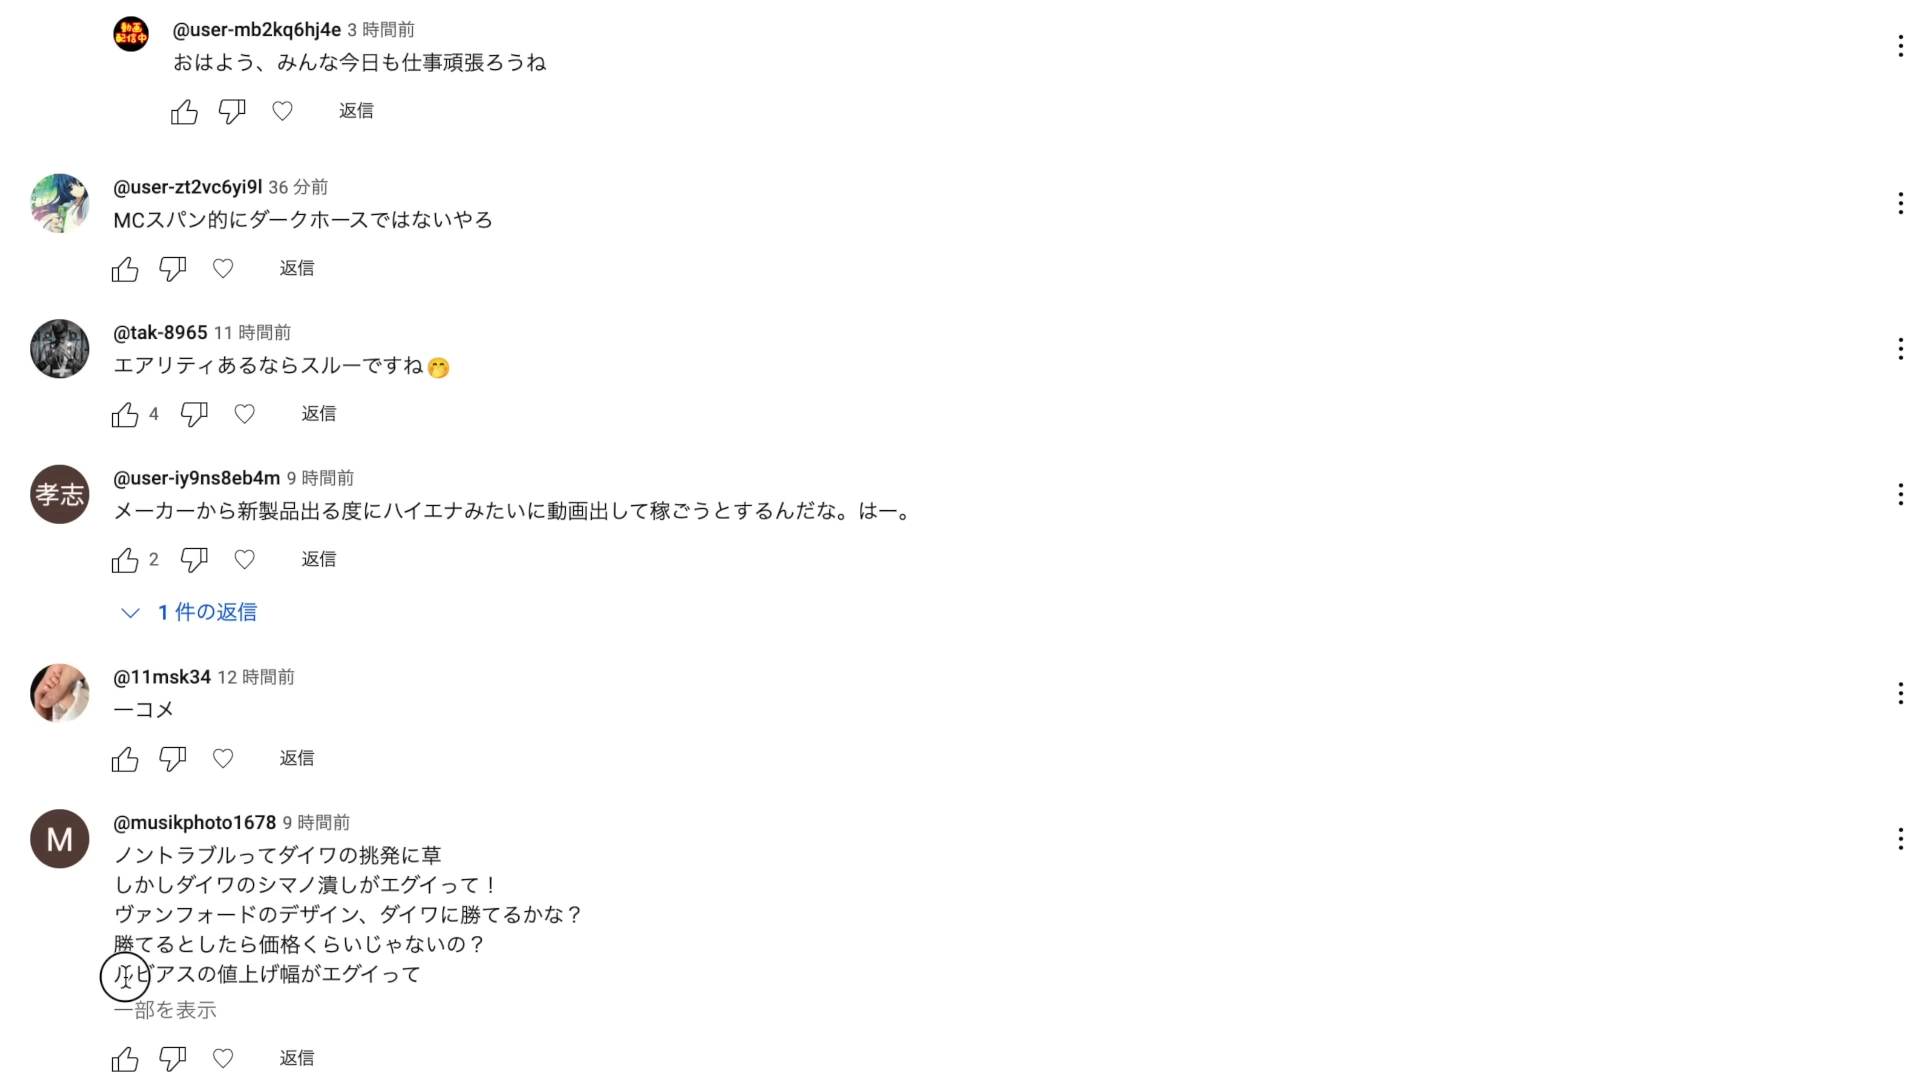 動画
配信中
@user-mb2kq6hj4e 3 時間前
おはよう、みんな今日も仕事頑張ろうね
返信
@user-zt2vc6yi9l 36 分前
MCスパン的にダークホースではないやろ
返信
@tak-8965 11 時間前
エアリティあるならスルーですね🤭
4 返信
孝志
@user-iy9ns8eb4m 9 時間前
メーカーから新製品出る度にハイエナみたいに動画出して稼ごうとするんだな。はー。
2 返信
1 件の返信
@11msk34 12 時間前
一コメ
返信
M
@musikphoto1678 9 時間前
ノントラブルってダイワの挑発に草
しかしダイワのシマノ潰しがエグイって！
ヴァンフォードのデザイン、ダイワに勝てるかな？
勝てるとしたら価格くらいじゃないの？
ルビアスの値上げ幅がエグイって
一部を表示
返信